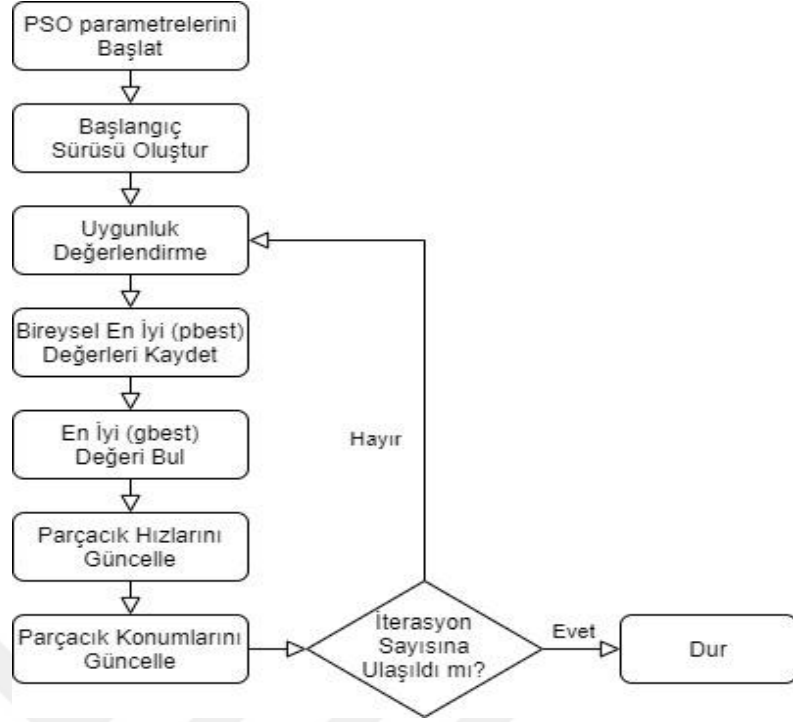 PSO parametrelerini
Başlat
Başlangıç
Sürüsü Oluştur
Uygunluk
Değerlendirme
Bireysel En İyi (pbest)
Değerleri Kaydet
En İyi (gbest)
Değeri Bul
Parçacık Hızlarını
Güncelle
Parçacık Konumlarını
Güncelle
İterasyon
Sayısına
Ulaşıldı mı?
Hayır
Evet
Dur